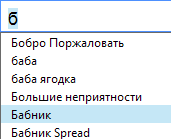 б
Бобро Поржаловать
баба
баба ягодка
Большие неприятности
Бабник
Бабник Spread